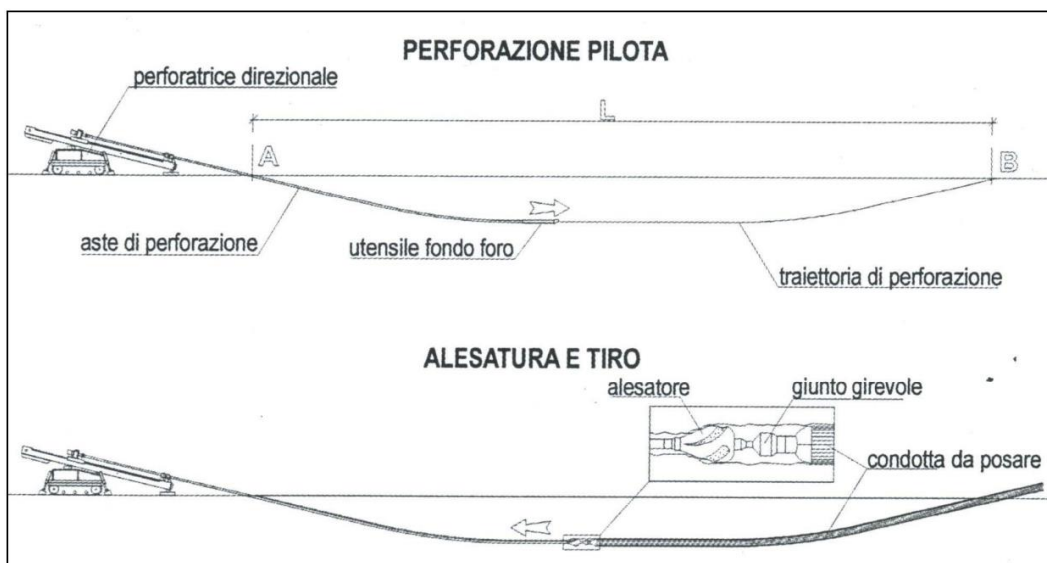 PERFORAZIONE PILOTA
perforatrice direzionale
L
A
B
aste di perforazione
utensile fondo foro
traiettoria di perforazione
ALESATURA E TIRO
alesatore
giunto girevole
condotta da posare